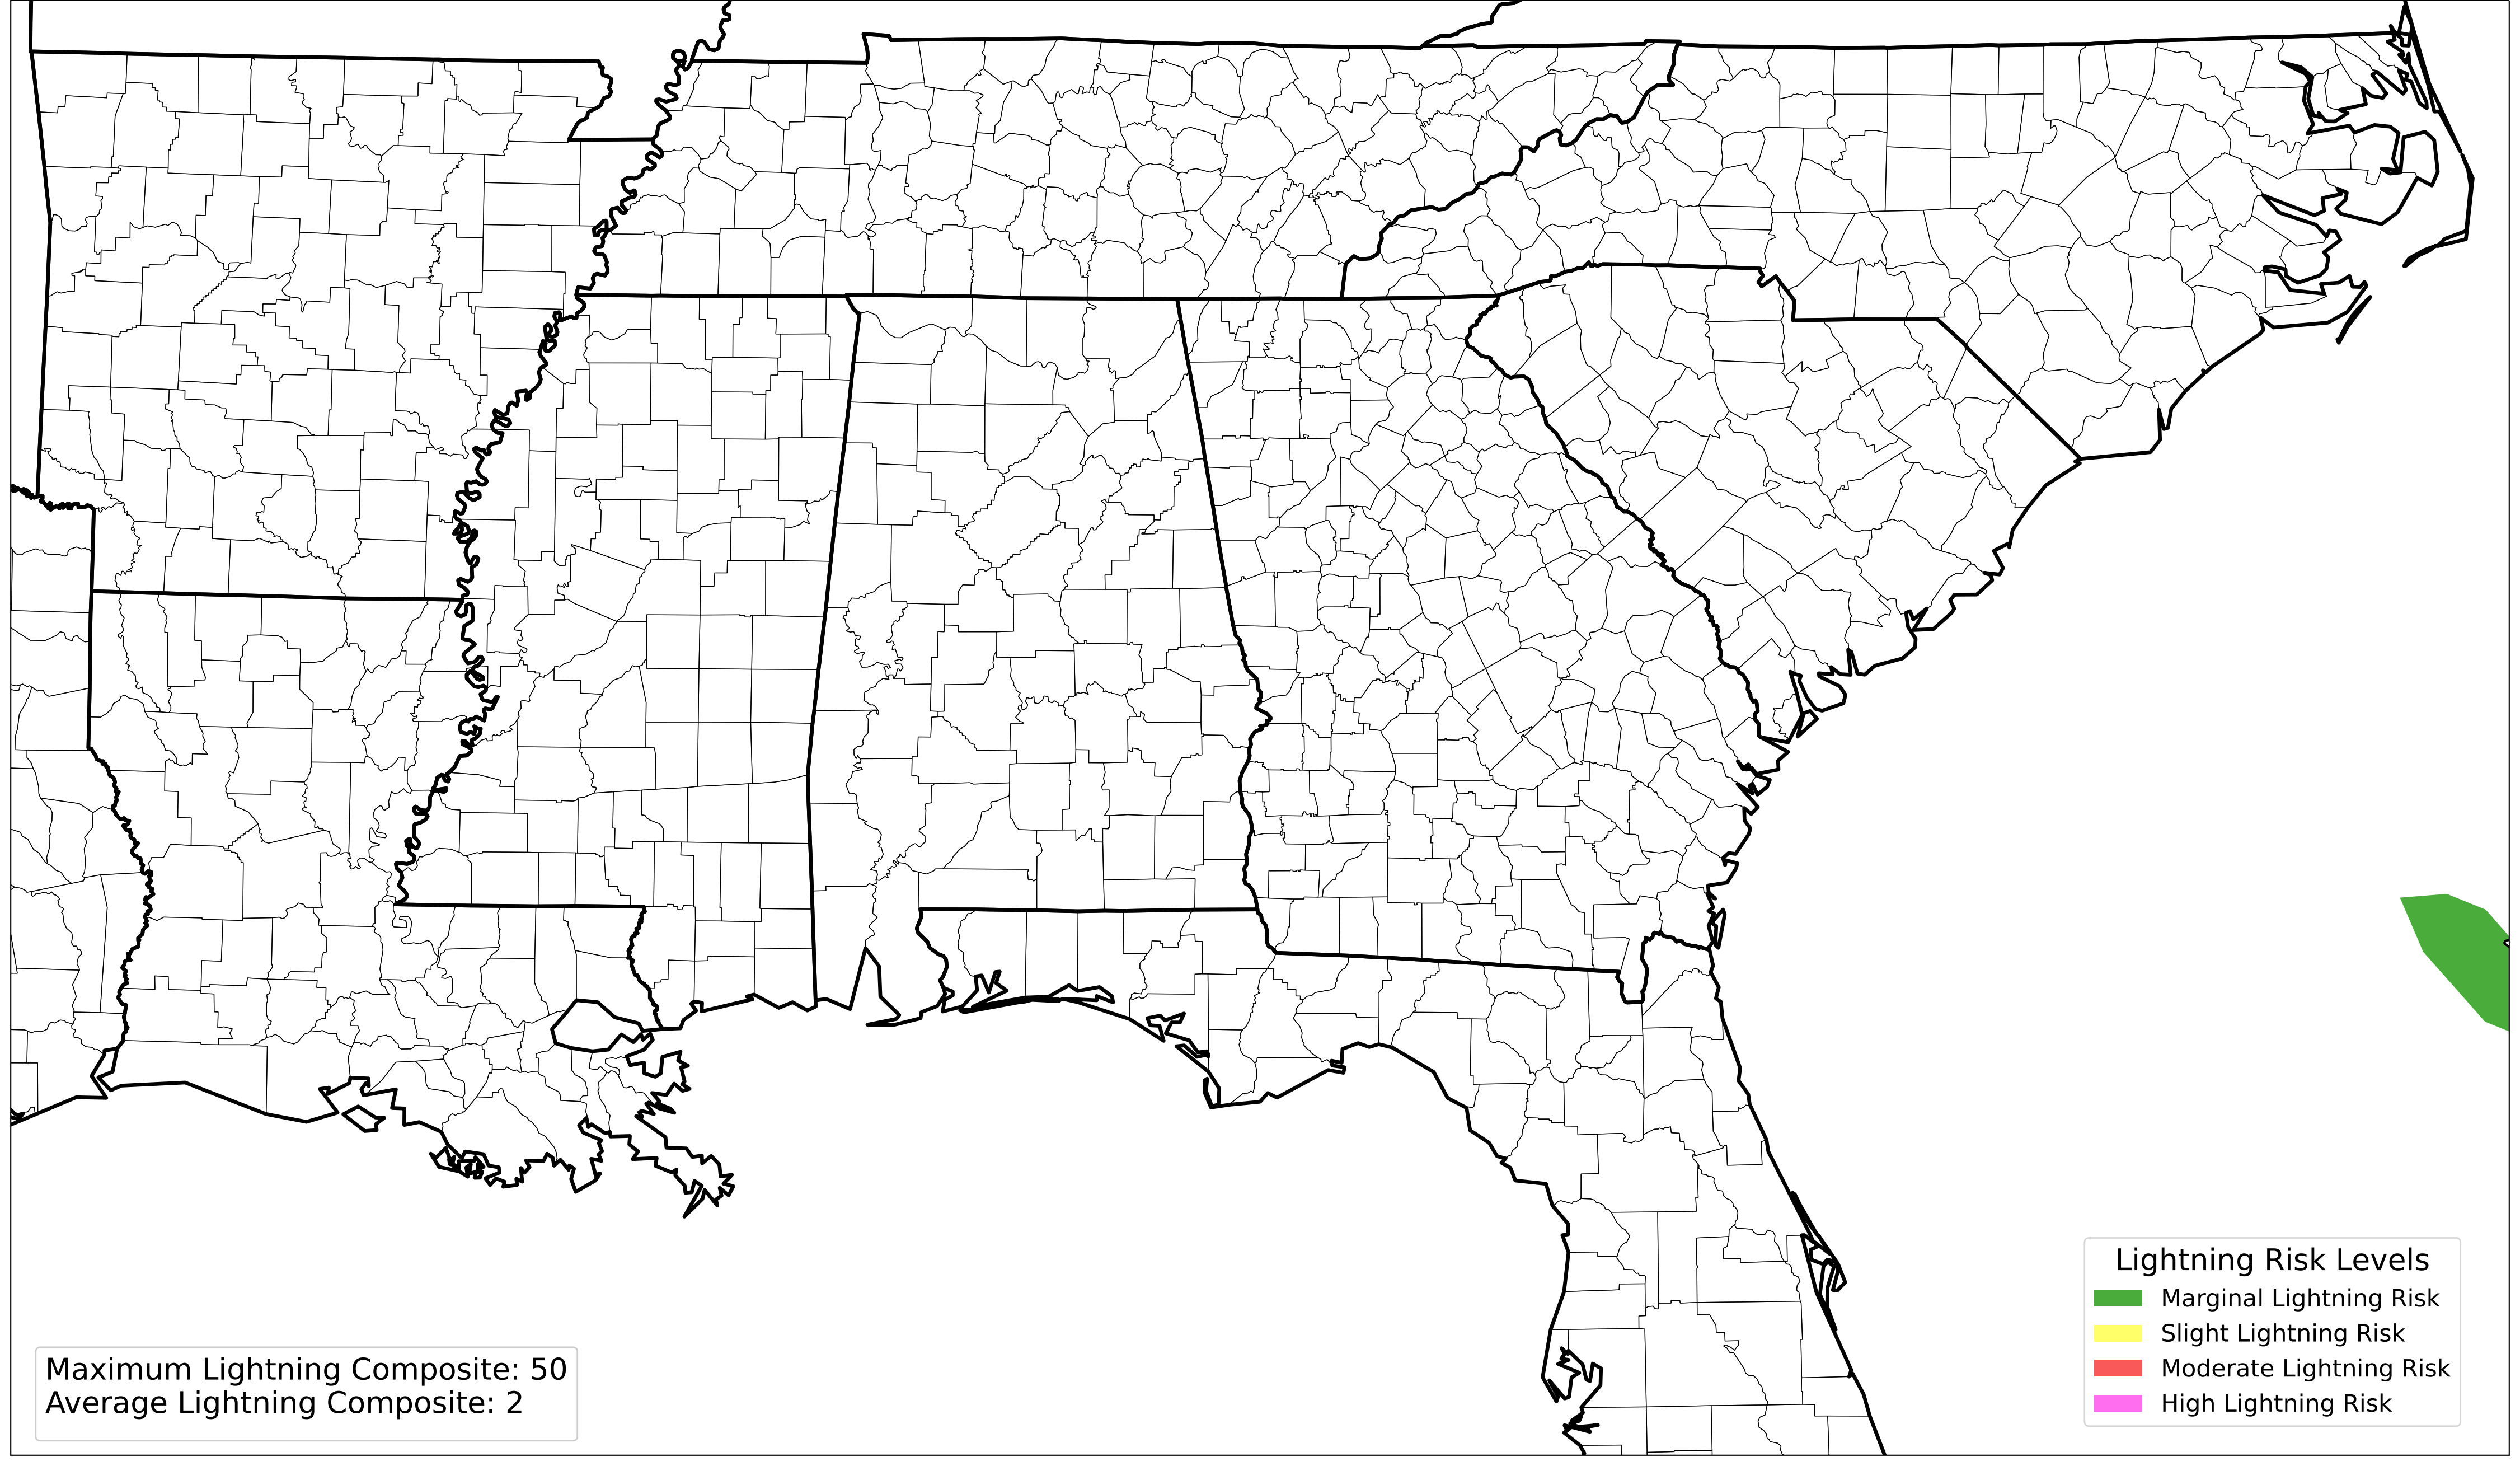 Maximum Lightning Composite: 50
Average Lightning Composite: 2
Lightning Risk Levels
Marginal Lightning Risk
Slight Lightning Risk
Moderate Lightning Risk
High Lightning Risk